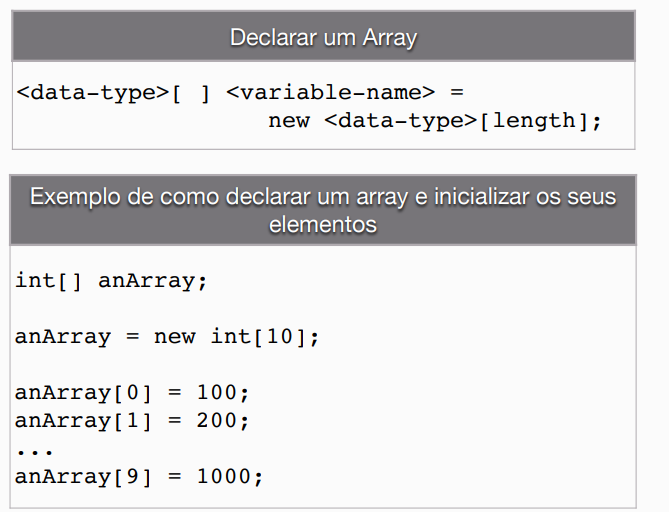 Declarar um Array
<data-type>[ ] <variable-name> =
new <data-type>[length];
Exemplo de como declarar um array e inicializar os seus
elementos
int[] anArray;
anArray = new int[10];
anArray[0] = 100;
anArray[1] = 200;
...
anArray[9] = 1000;